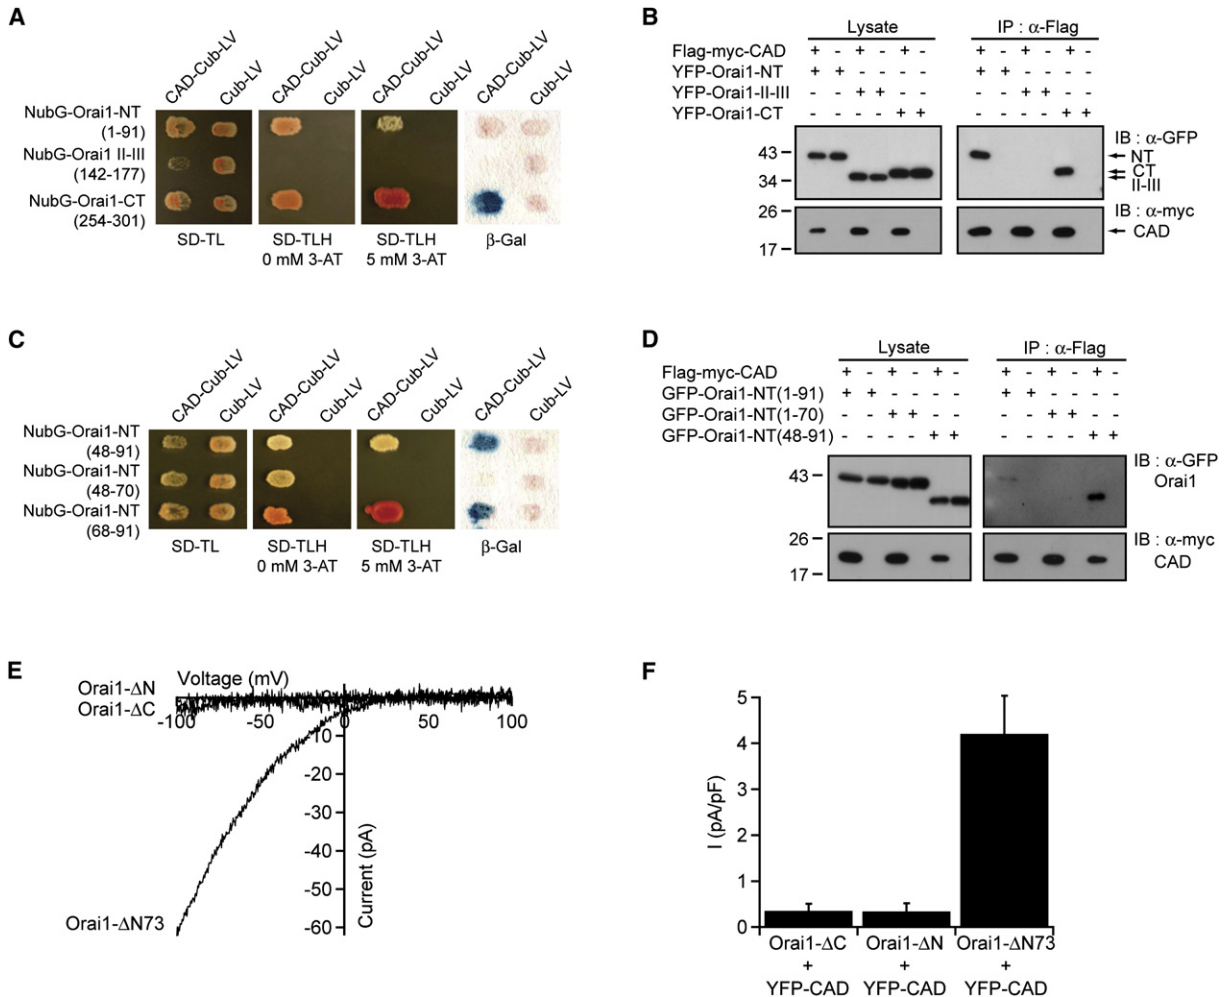 A
CAD-Cub-LV
Cub-LV
CAD-Cub-LV
Cub-LV
CAD-Cub-LV
Cub-LV
CAD-Cub-LV
Cub-LV
NubG-Orai1-NT
(1-91)
NubG-Orai1 II-III
(142-177)
NubG-Orai1-CT
(254-301)
SD-TL
SD-TLH
0 mM 3-AT
SD-TLH
5 mM 3-AT
β-Gal
B
Lysate
IP : α-Flag
Flag-myc-CAD + - + - + - + - + - + -
YFP-Orai1-NT + + - - - - + + - - - -
YFP-Orai1-II-III - - + + - - - - + + - -
YFP-Orai1-CT - - - - + + - - - - + +
43
34
26
17
IB : α-GFP
NT
CT
II-III
IB : α-myc
CAD
C
CAD-Cub-LV
Cub-LV
CAD-Cub-LV
Cub-LV
CAD-Cub-LV
Cub-LV
CAD-Cub-LV
Cub-LV
NubG-Orai1-NT
(48-91)
NubG-Orai1-NT
(48-70)
NubG-Orai1-NT
(68-91)
SD-TL
SD-TLH
0 mM 3-AT
SD-TLH
5 mM 3-AT
β-Gal
D
Lysate
IP : α-Flag
Flag-myc-CAD + - + - + - + - + - + -
GFP-Orai1-NT(1-91) + + - - - - + + - - - -
GFP-Orai1-NT(1-70) - - + + - - - - + + - -
GFP-Orai1-NT(48-91) - - - - + + - - - - + +
43
26
17
IB : α-GFP
Orai1
IB : α-myc
CAD
E
Voltage (mV)
Orai1-ΔN
Orai1-ΔC
-100 -50 0 50 100
-10
-20
-30
-40
-50
-60
Current (pA)
Orai1-ΔN73
F
I (pA/pF)
5
4
3
2
1
0
Orai1-ΔC
+
YFP-CAD
Orai1-ΔN
+
YFP-CAD
Orai1-ΔN73
+
YFP-CAD